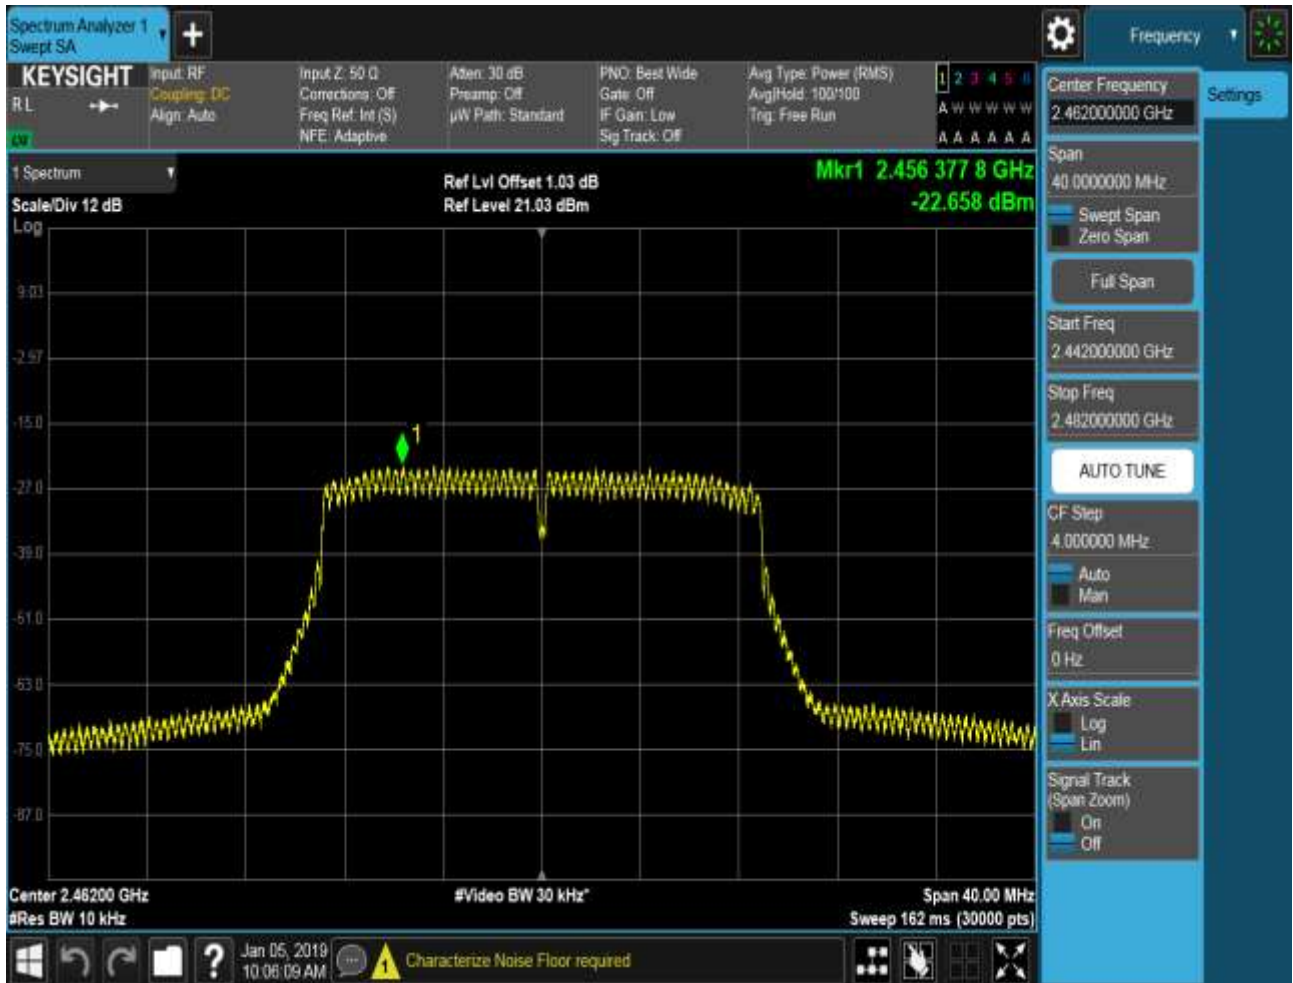 Spectrum Analyzer 1
Swept SA
+
Frequency
KEYSIGHT
RL
LXI
Input: RF
Coupling: DC
Align: Auto
Input Z: 50 Ω
Corrections: Off
Freq Ref: Int (S)
NFE: Adaptive
Atten: 30 dB
Preamp: Off
µW Path: Standard
PNO: Best Wide
Gate: Off
IF Gain: Low
Sig Track: Off
Avg Type: Power (RMS)
Avg|Hold: 100/100
Trig: Free Run
1 2 3 4 5 6
A W W W W W
A A A A A A
Center Frequency
2.462000000 GHz
Settings
1 Spectrum
Scale/Div 12 dB
Log
Ref Lvl Offset 1.03 dB
Ref Level 21.03 dBm
Mkr1 2.456 377 8 GHz
-22.658 dBm
Span
40.0000000 MHz
Swept Span
Zero Span
Full Span
Start Freq
2.442000000 GHz
Stop Freq
2.482000000 GHz
AUTO TUNE
CF Step
4.000000 MHz
Auto
Man
Freq Offset
0 Hz
X Axis Scale
Log
Lin
Signal Track
(Span Zoom)
On
Off
9.03
-2.97
-15.0
-27.0
-39.0
-51.0
-63.0
-75.0
-87.0
1
Center 2.46200 GHz
#Res BW 10 kHz
#Video BW 30 kHz*
Span 40.00 MHz
Sweep 162 ms (30000 pts)
?
Jan 05, 2019
10:06:09 AM
1
Characterize Noise Floor required